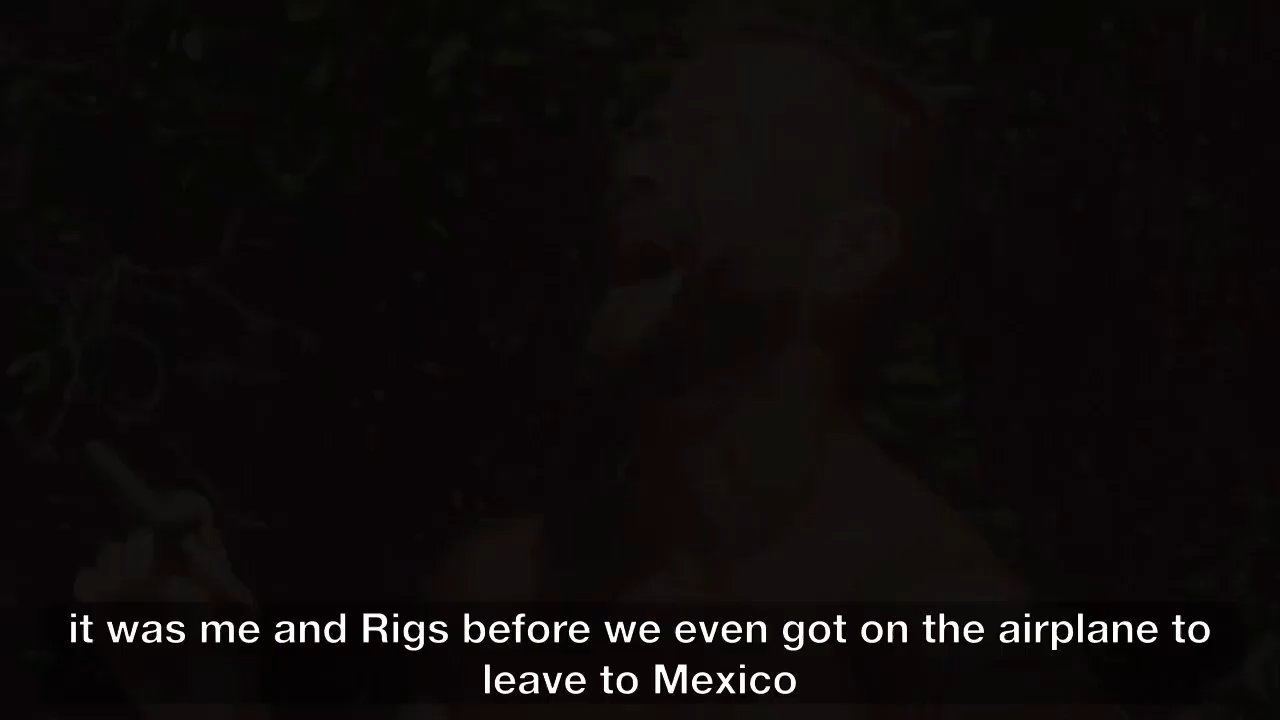 it was me and Rigs before we even got on the airplane to
leave to Mexico